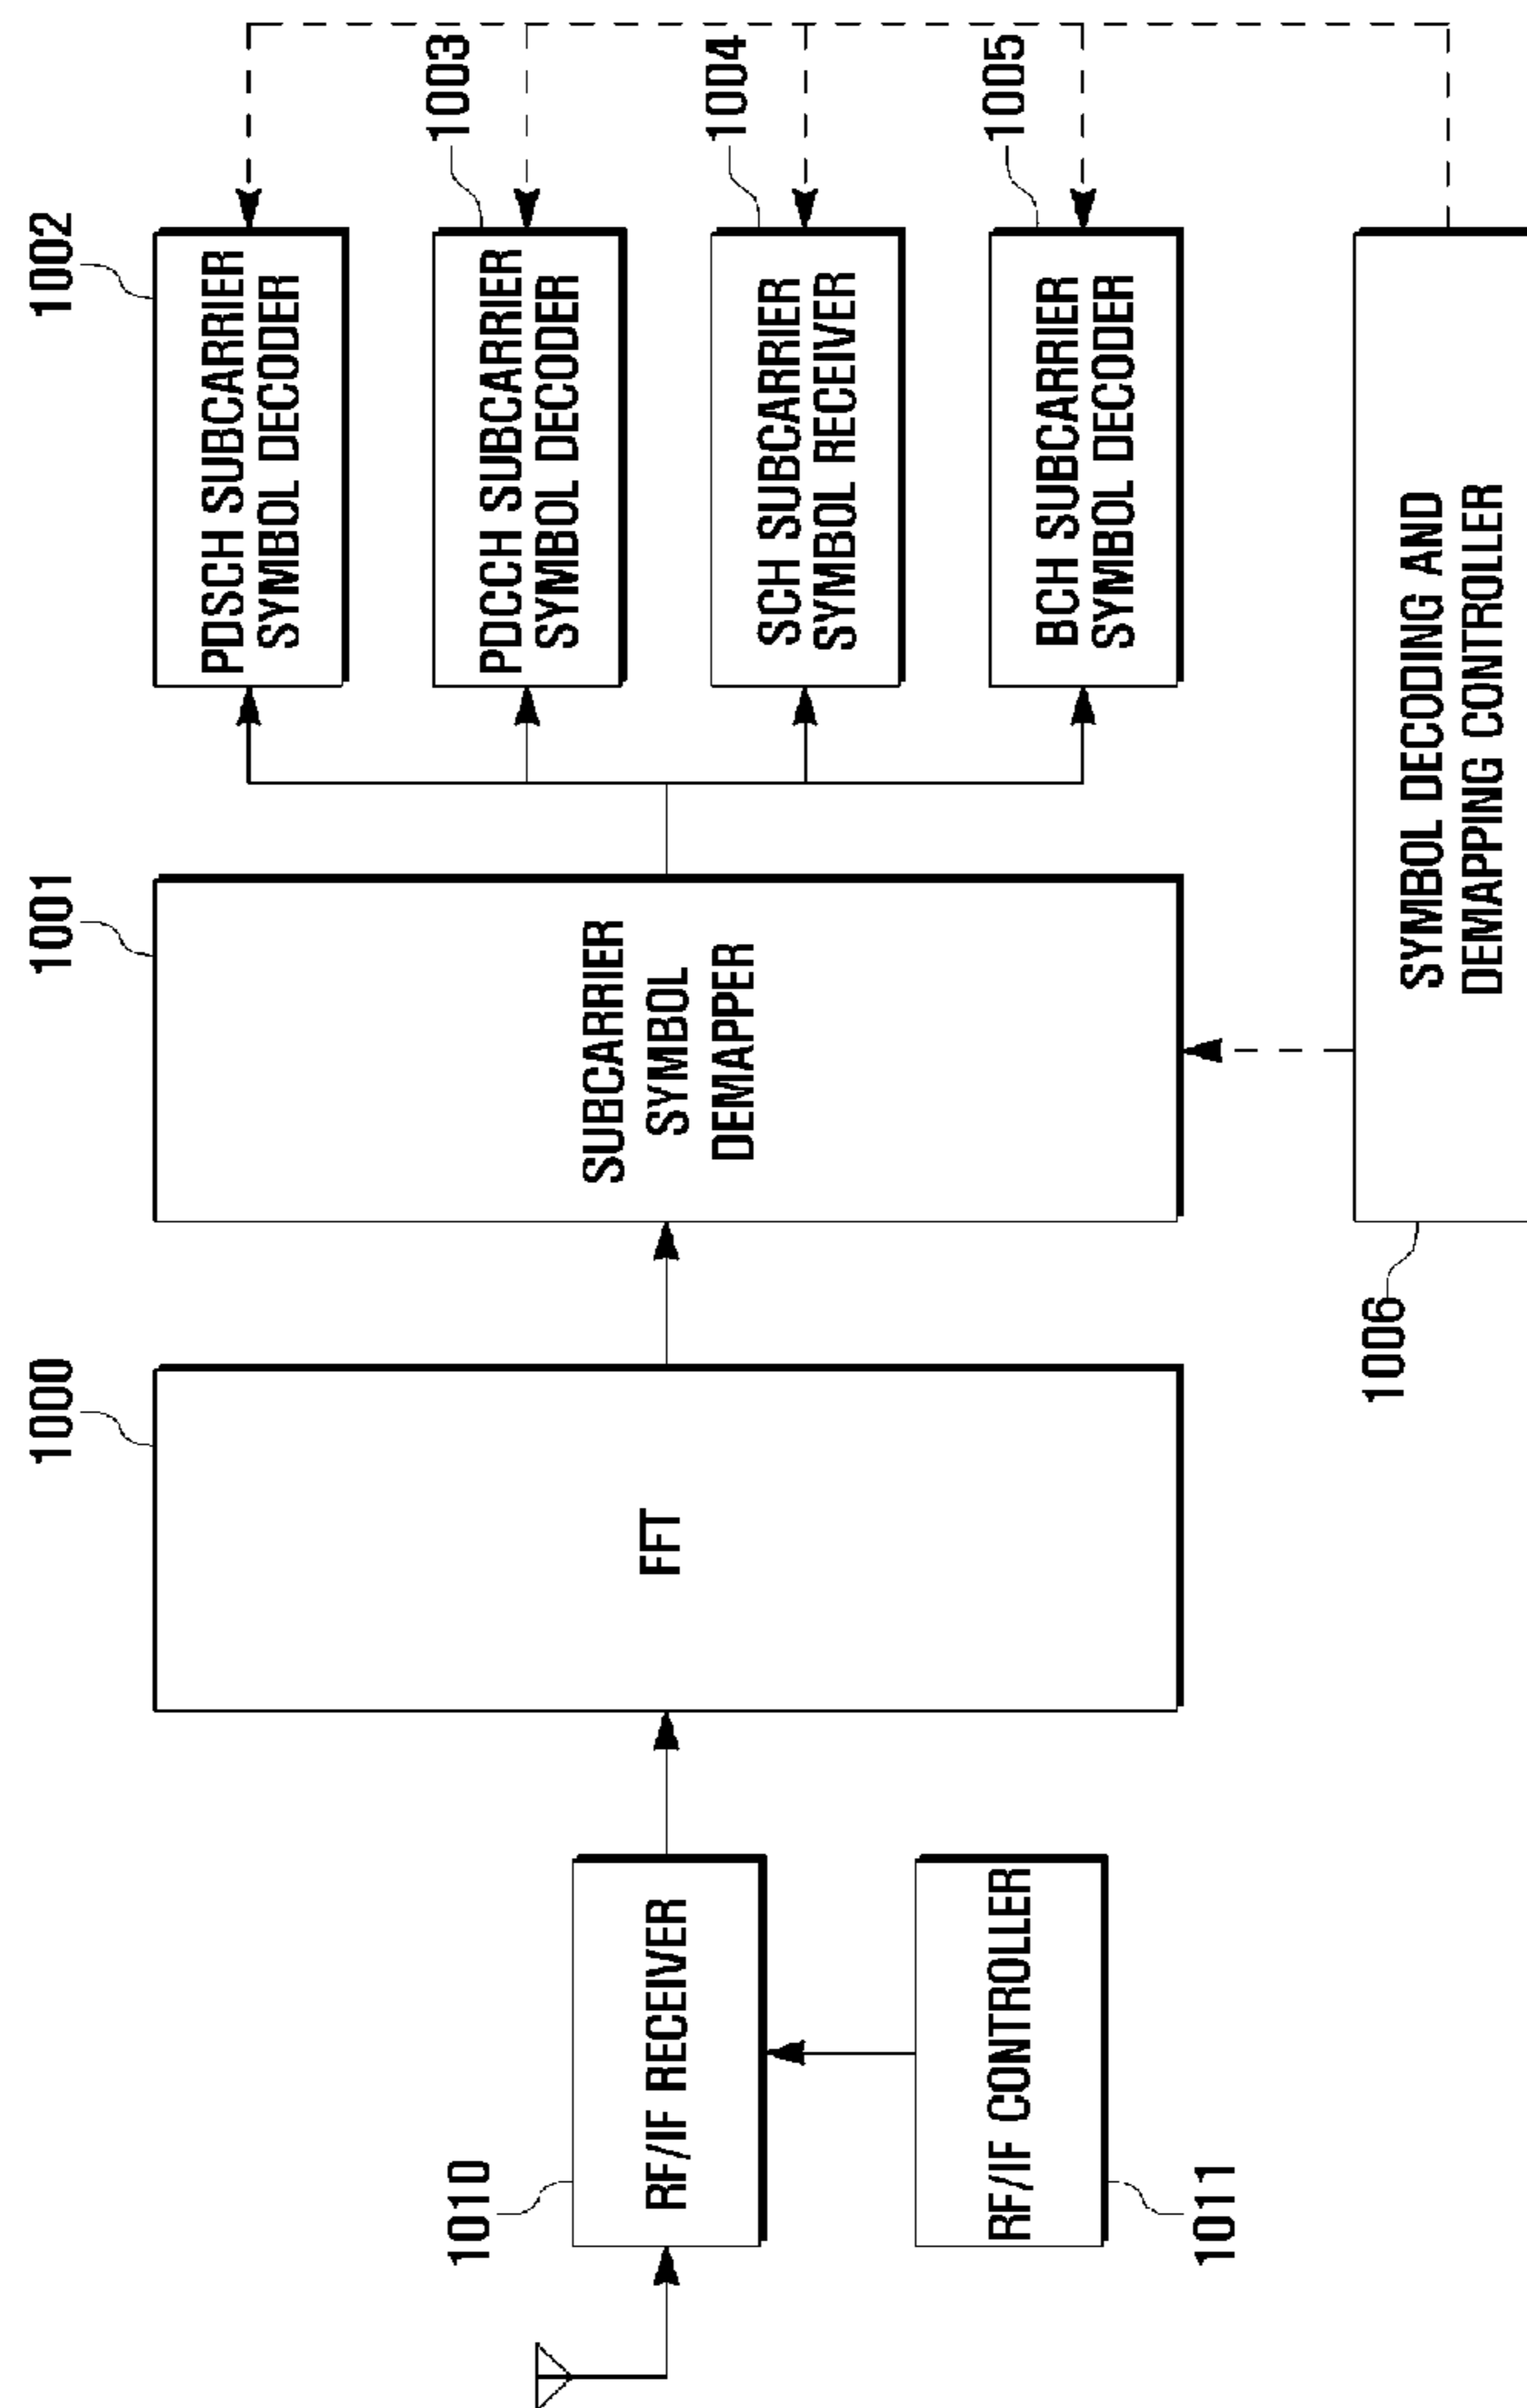 1002
PDSCH SUBCARRIER
SYMBOL DECODER
1003
PDCCH SUBCARRIER
SYMBOL DECODER
1004
SCH SUBCARRIER
SYMBOL RECEIVER
1005
BCH SUBCARRIER
SYMBOL DECODER
1001
SUBCARRIER
SYMBOL
DEMAPPER
1000
FFT
1010
RF/IF RECEIVER
RF/IF CONTROLLER
1011
1006
SYMBOL DECODING AND
DEMAPPING CONTROLLER